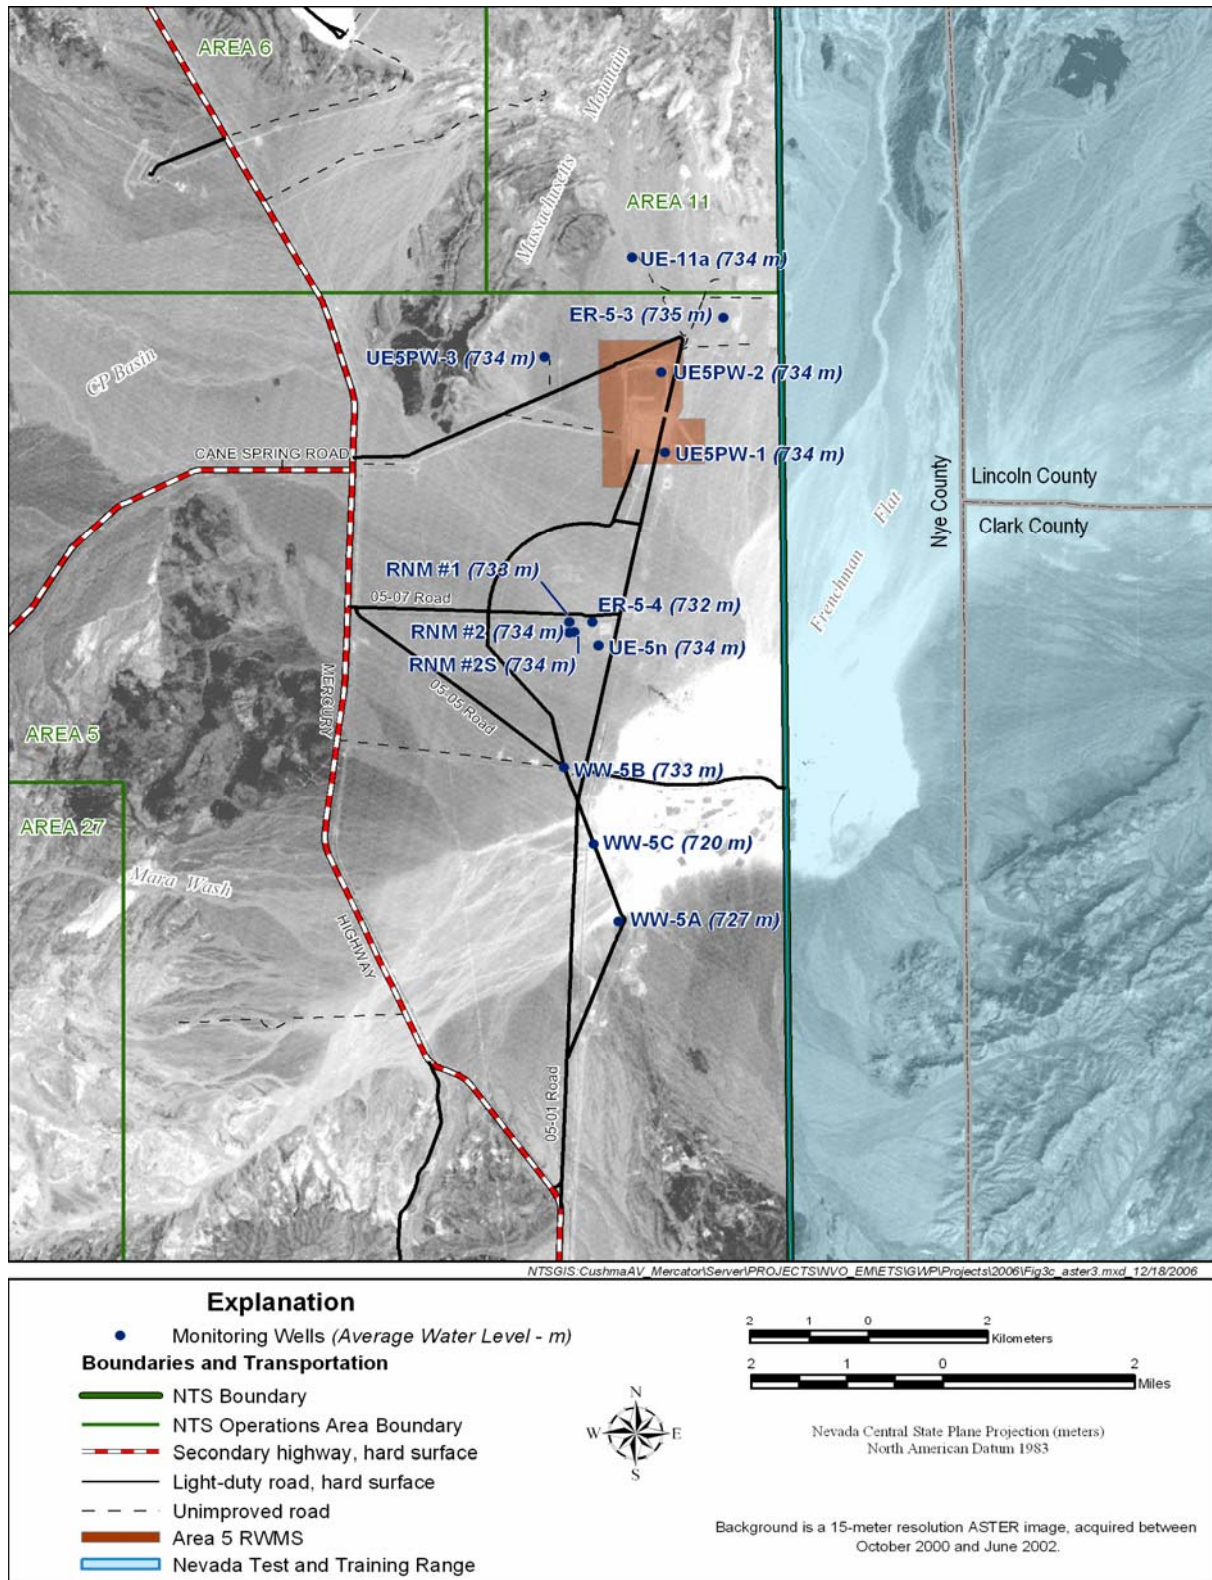 AREA 6
Massachusetts Mountain
AREA 11
UE-11a (734 m)
ER-5-3 (735 m)
UE5PW-3 (734 m)
UE5PW-2 (734 m)
CP Basin
CANE SPRING ROAD
UE5PW-1 (734 m)
Lincoln County
Nye County
Clark County
Frenchman Flat
RNM #1 (733 m)
05-07 Road
ER-5-4 (732 m)
RNM #2 (734 m)
UE-5n (734 m)
RNM #2S (734 m)
MERCURY
05-05 Road
AREA 5
WW-5B (733 m)
AREA 27
WW-5C (720 m)
Mara Wash
WW-5A (727 m)
HIGHWAY
05-01 Road
NTSGIS:CushmaAV_Mercator\Server\PROJECTS\NVO_EM\ETS\GWP\Projects\2006\Fig3c_aster3.mxd_12/18/2006
Explanation
Monitoring Wells (Average Water Level - m)
Boundaries and Transportation
NTS Boundary
NTS Operations Area Boundary
Secondary highway, hard surface
Light-duty road, hard surface
Unimproved road
Area 5 RWMS
Nevada Test and Training Range
N
W E
S
2 1 0 2
Kilometers
2 1 0 2
Miles
Nevada Central State Plane Projection (meters)
North American Datum 1983
Background is a 15-meter resolution ASTER image, acquired between
October 2000 and June 2002.